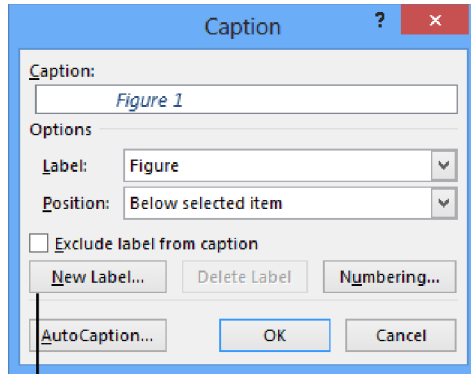 Caption ? ×
Caption:
Figure 1
Options
Label: Figure
Position: Below selected item
Exclude label from caption
New Label... Delete Label Numbering...
AutoCaption... OK Cancel